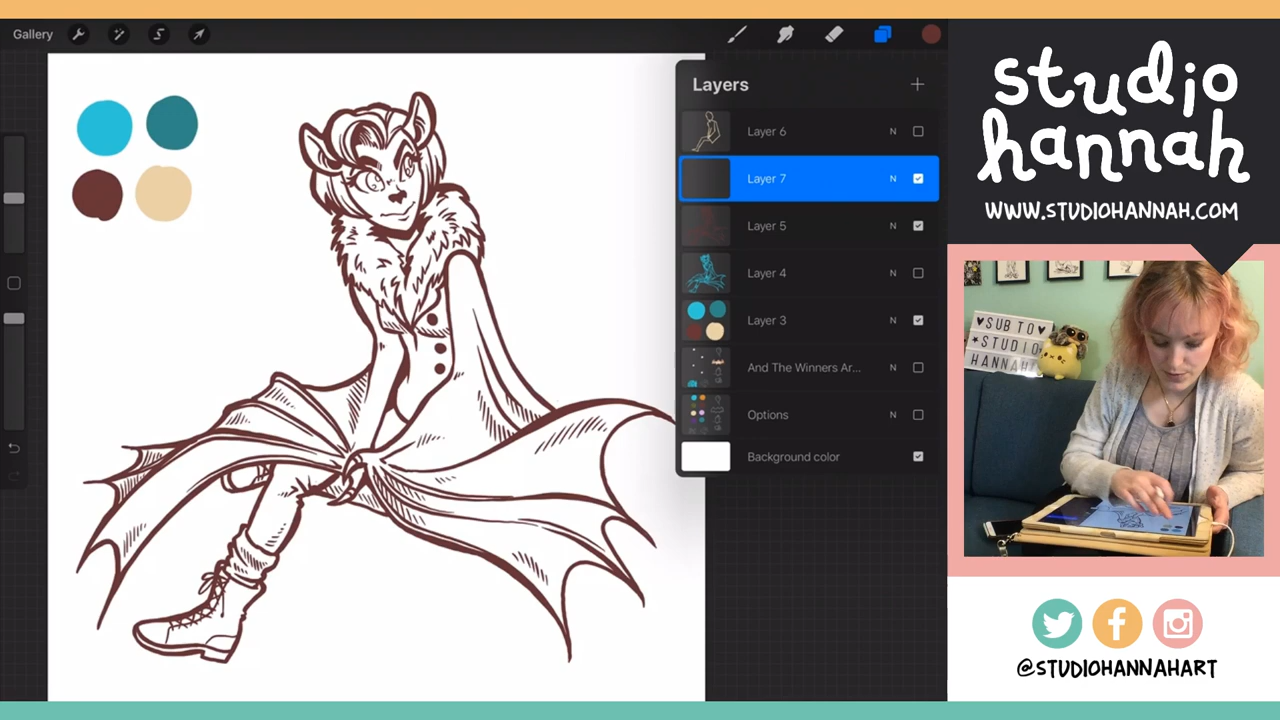 Gallery
Layers
Layer 6 N
Layer 7 N
Layer 5 N
Layer 4 N
Layer 3 N
And The Winners Ar... N
Options N
Background color
studio
hannah
WWW.STUDIOHANNAH.COM
SUB TO
STUDIO
HANNAH
@STUDIOHANNAHART